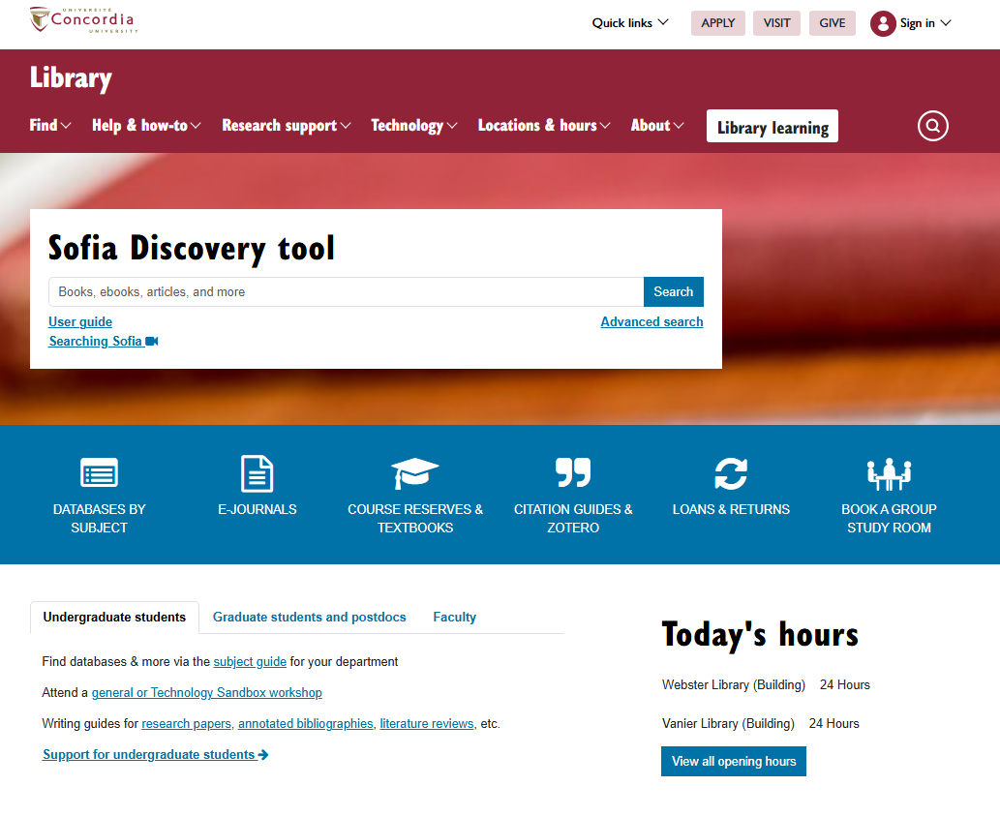 UNIVERSITÉ
Concordia
UNIVERSITY
Quick links
APPLY
VISIT
GIVE
Sign in
Library
Find
Help & how-to
Research support
Technology
Locations & hours
About
Library learning
Sofia Discovery tool
Books, ebooks, articles, and more
Search
User guide
Advanced search
Searching Sofia
DATABASES BY
SUBJECT
E-JOURNALS
COURSE RESERVES &
TEXTBOOKS
CITATION GUIDES &
ZOTERO
LOANS & RETURNS
BOOK A GROUP
STUDY ROOM
Undergraduate students
Graduate students and postdocs
Faculty
Find databases & more via the subject guide for your department
Attend a general or Technology Sandbox workshop
Writing guides for research papers, annotated bibliographies, literature reviews, etc.
Support for undergraduate students
Today's hours
Webster Library (Building) 24 Hours
Vanier Library (Building) 24 Hours
View all opening hours